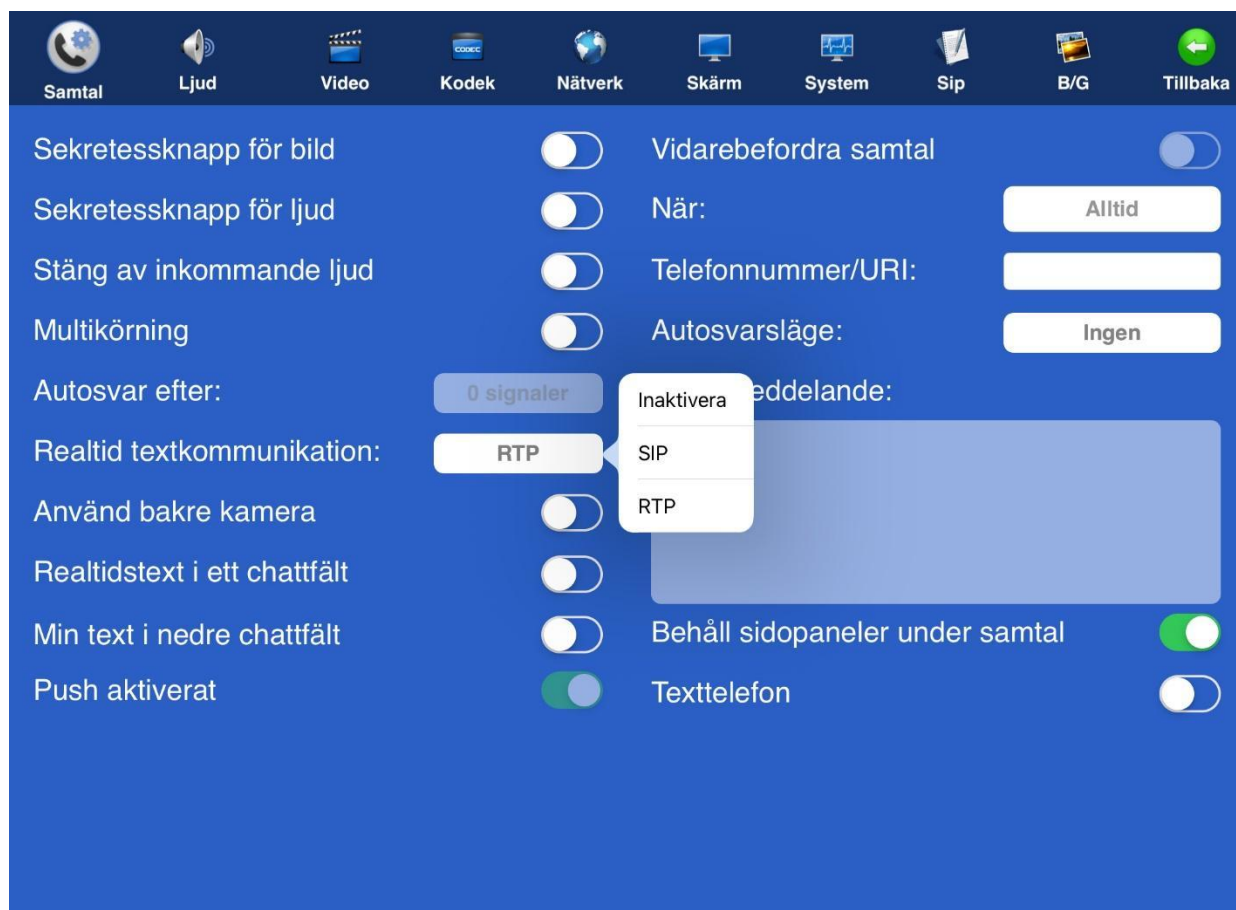 Samtal
Ljud
Video
CODEC
Kodek
Nätverk
Skärm
System
Sip
B/G
Tillbaka
Sekretessknapp för bild
Sekretessknapp för ljud
Stäng av inkommande ljud
Multikörning
Autosvar efter: 0 signaler
Realtid textkommunikation: RTP
Använd bakre kamera
Realtidstext i ett chattfält
Min text i nedre chattfält
Push aktiverat
Inaktivera
SIP
RTP
Vidarebefordra samtal
När: Alltid
Telefonnummer/URI:
Autosvarsläge: Ingen
eddelande:
Behåll sidopaneler under samtal
Texttelefon